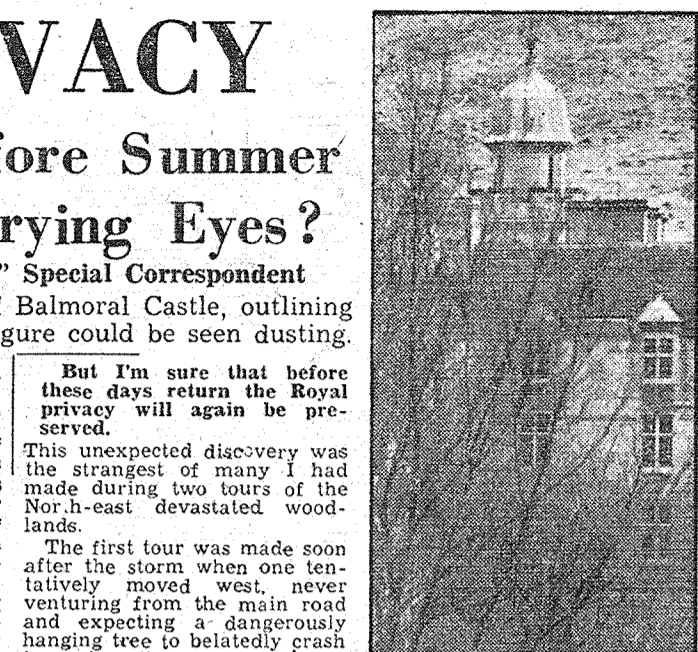 VACY
fore Summer
rying Eyes?
" Special Correspondent
f Balmoral Castle, outlining
gure could be seen dusting.
But I'm sure that before
these days return the Royal
privacy will again be pre-
served.
This unexpected discovery was
the strangest of many I had
made during two tours of the
Nor.h-east devastated wood-
lands.
The first tour was made soon
after the storm when one ten-
tatively moved west, never
venturing from the main road
and expecting a dangerously
hanging tree to belatedly crash